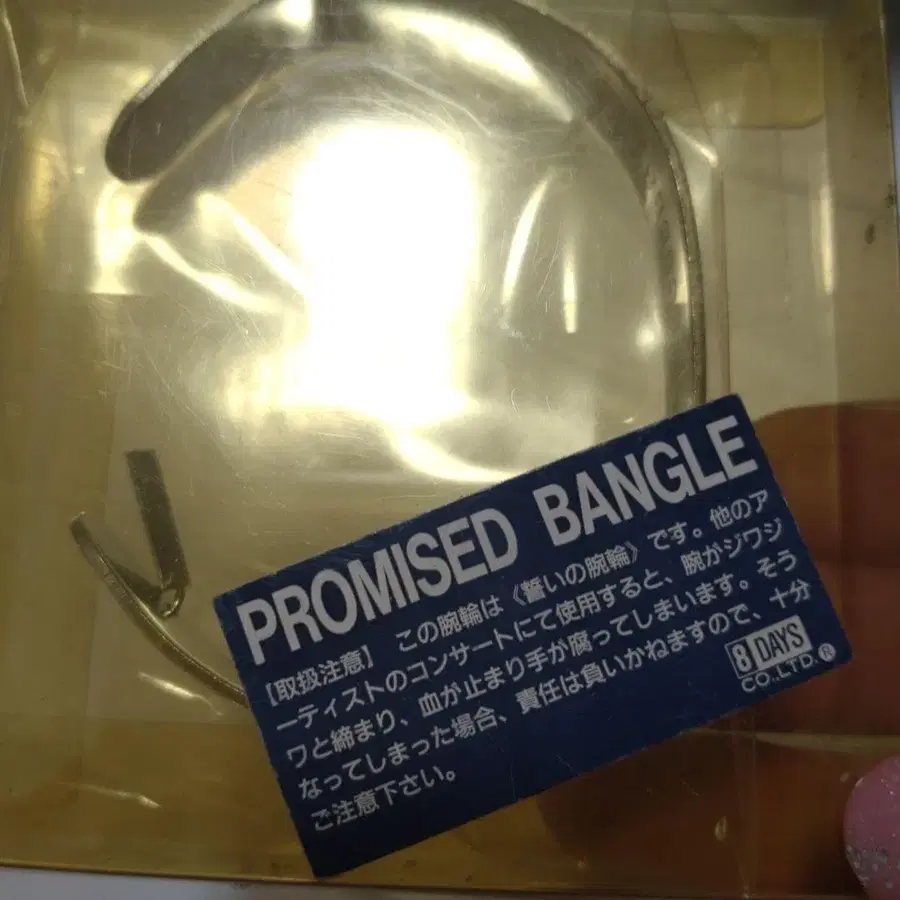 PROMISED BANGLE
【取扱注意】 この腕輪は《誓いの腕輪》です。他のア
ーティストのコンサートにて使用すると、腕がジワジ
ワと締まり、血が止まり手が腐ってしまいます。そう
なってしまった場合、責任は負いかねますので、十分
ご注意下さい。
8 DAYS
CO.,LTD.®